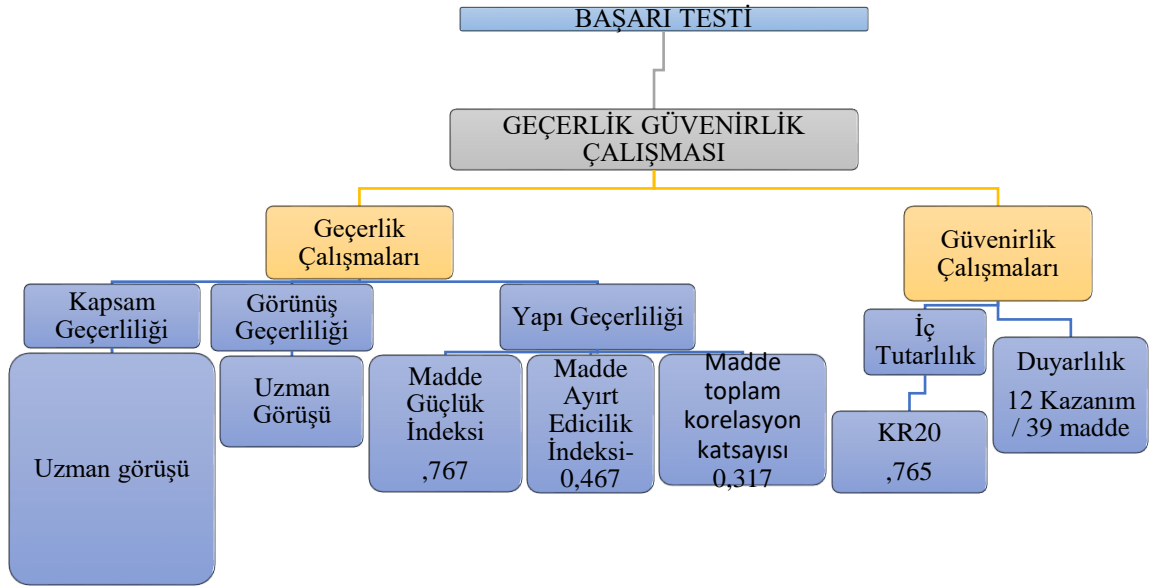 BAŞARI TESTİ
GEÇERLİK GÜVENİRLİK
ÇALIŞMASI
Geçerlik
Çalışmaları
Güvenirlik
Çalışmaları
Kapsam
Geçerliliği
Görünüş
Geçerliliği
Yapı Geçerliliği
İç
Tutarlılık
Duyarlılık
12 Kazanım
/ 39 madde
Uzman görüşü
Uzman
Görüşü
Madde
Güçlük
İndeksi
,767
Madde
Ayırt
Edicilik
İndeksi-
0,467
Madde
toplam
korelasyon
katsayısı
0,317
KR20
,765